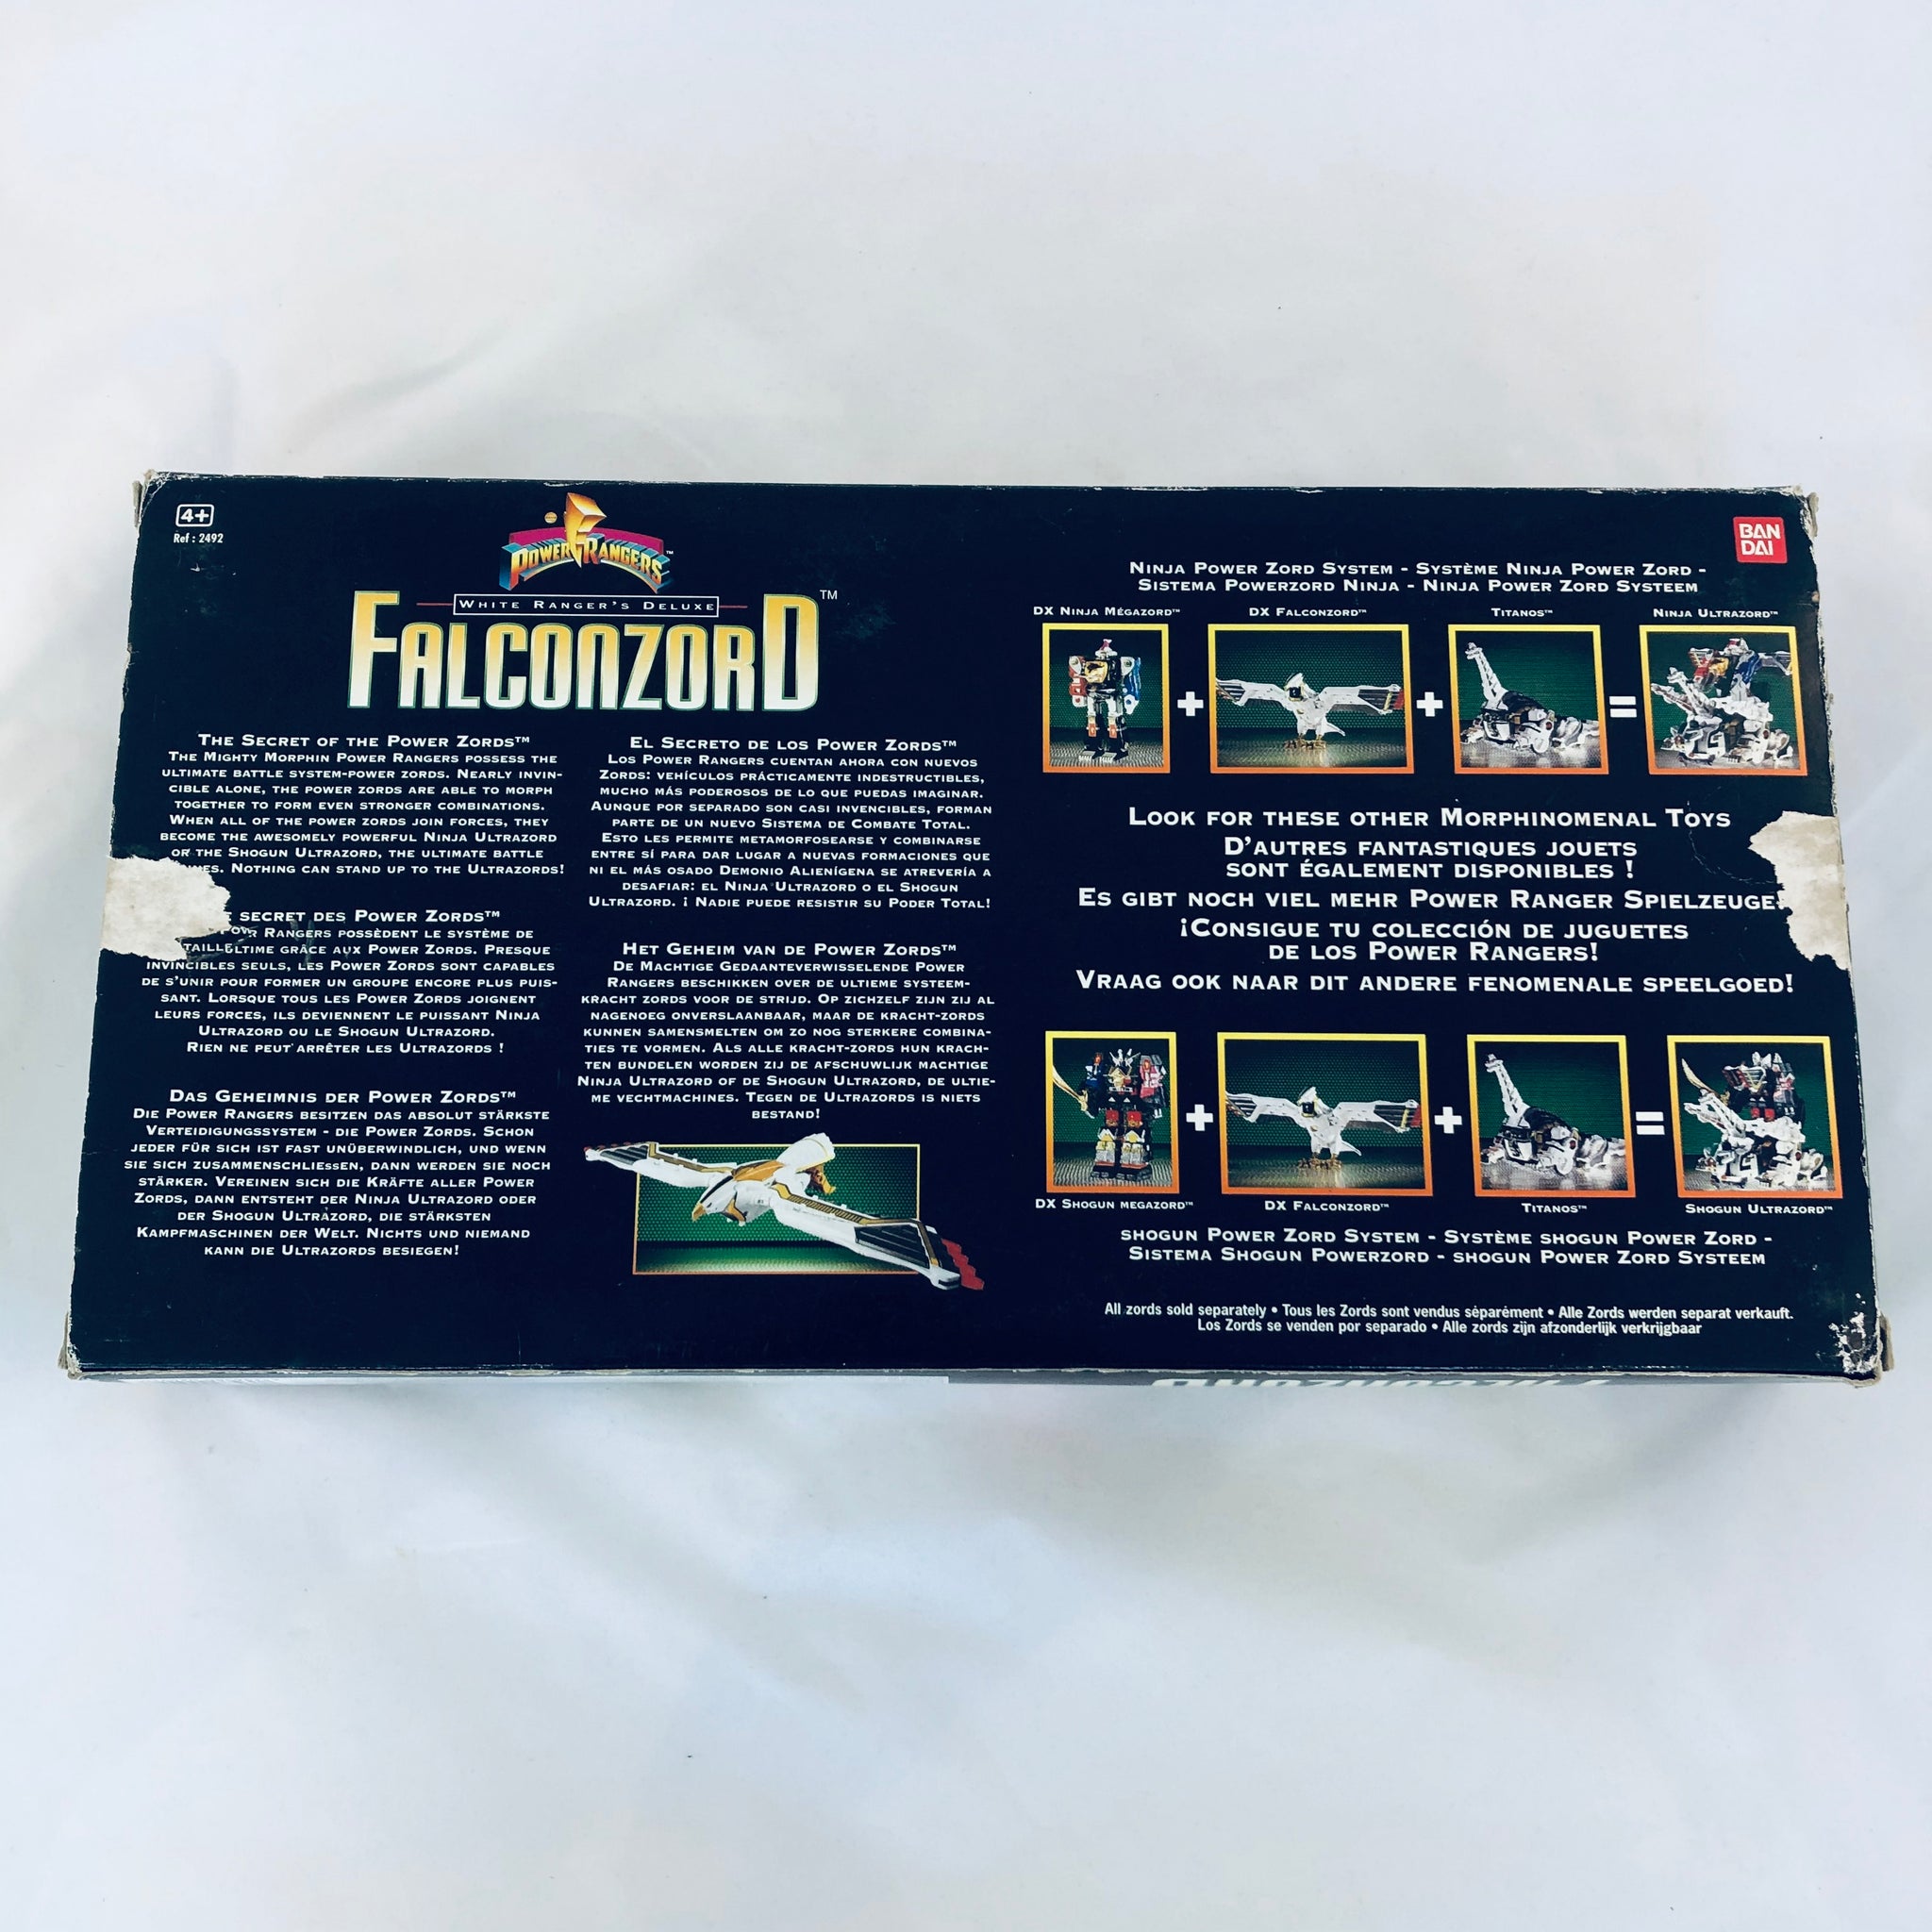 4+
Ref : 2492
POWER RANGERS™
WHITE RANGER'S DELUXE
FALCONZORD™
THE SECRET OF THE POWER ZORDS™
THE MIGHTY MORPHIN POWER RANGERS POSSESS THE
ULTIMATE BATTLE SYSTEM-POWER ZORDS. NEARLY INVIN-
CIBLE ALONE, THE POWER ZORDS ARE ABLE TO MORPH
TOGETHER TO FORM EVEN STRONGER COMBINATIONS.
WHEN ALL OF THE POWER ZORDS JOIN FORCES, THEY
BECOME THE AWESOMELY POWERFUL NINJA ULTRAZORD
OR THE SHOGUN ULTRAZORD, THE ULTIMATE BATTLE
NOTHING CAN STAND UP TO THE ULTRAZORDS!
SECRET DES POWER ZORDS™
RANGERS POSSÈDENT LE SYSTÈME DE
GRÂCE AUX POWER ZORDS. PRESQUE
INVINCIBLES SEULS, LES POWER ZORDS SONT CAPABLES
DE S'UNIR POUR FORMER UN GROUPE ENCORE PLUS PUIS-
SANT. LORSQUE TOUS LES POWER ZORDS JOIGNENT
LEURS FORCES, ILS DEVIENNENT LE PUISSANT NINJA
ULTRAZORD OU LE SHOGUN ULTRAZORD.
RIEN NE PEUT ARRÊTER LES ULTRAZORDS !
DAS GEHEIMNIS DER POWER ZORDS™
DIE POWER RANGERS BESITZEN DAS ABSOLUT STÄRKSTE
VERTEIDIGUNGSSYSTEM - DIE POWER ZORDS. SCHON
JEDER FÜR SICH IST FAST UNÜBERWINDLICH, UND WENN
SIE SICH ZUSAMMENSCHLIEssEN, DANN WERDEN SIE NOCH
STÄRKER. VEREINEN SICH DIE KRÄFTE ALLER POWER
ZORDS, DANN ENTSTEHT DER NINJA ULTRAZORD ODER
DER SHOGUN ULTRAZORD, DIE STÄRKSTEN
KAMPFMASCHINEN DER WELT. NICHTS UND NIEMAND
KANN DIE ULTRAZORDS BESIEGEN!
EL SECRETO DE LOS POWER ZORDS™
LOS POWER RANGERS CUENTAN AHORA CON NUEVOS
ZORDS: VEHÍCULOS PRÁCTICAMENTE INDESTRUCTIBLES,
MUCHO MÁS PODEROSOS DE LO QUE PUEDAS IMAGINAR.
AUNQUE POR SEPARADO SON CASI INVENCIBLES, FORMAN
PARTE DE UN NUEVO SISTEMA DE COMBATE TOTAL.
ESTO LES PERMITE METAMORFOSEARSE Y COMBINARSE
ENTRE SÍ PARA DAR LUGAR A NUEVAS FORMACIONES QUE
NI EL MÁS OSADO DEMONIO ALIENÍGENA SE ATREVERÍA A
DESAFIAR: EL NINJA ULTRAZORD O EL SHOGUN
ULTRAZORD. ¡ NADIE PUEDE RESISTIR SU PODER TOTAL!
HET GEHEIM VAN DE POWER ZORDS™
DE MACHTIGE GEDAANTEVERWISSELENDE POWER
RANGERS BESCHIKKEN OVER DE ULTIEME SYSTEEM-
KRACHT ZORDS VOOR DE STRIJD. OP ZICHZELF ZIJN ZIJ AL
NAGENOEG ONVERSLAANBAAR, MAAR DE KRACHT-ZORDS
KUNNEN SAMENSMELTEN OM ZO NOG STERKERE COMBINA-
TIES TE VORMEN. ALS ALLE KRACHT-ZORDS HUN KRACH-
TEN BUNDELEN WORDEN ZIJ DE AFSCHUWLIJK MACHTIGE
NINJA ULTRAZORD OF DE SHOGUN ULTRAZORD, DE ULTIE-
ME VECHTMACHINES. TEGEN DE ULTRAZORDS IS NIETS
BESTAND!
BAN
DAI
NINJA POWER ZORD SYSTEM - SYSTÈME NINJA POWER ZORD -
SISTEMA POWERZORD NINJA - NINJA POWER ZORD SYSTEEM
DX NINJA MÉGAZORD™ DX FALCONZORD™ TITANOS™ NINJA ULTRAZORD™
+ + =
LOOK FOR THESE OTHER MORPHINOMENAL TOYS
D'AUTRES FANTASTIQUES JOUETS
SONT ÉGALEMENT DISPONIBLES !
ES GIBT NOCH VIEL MEHR POWER RANGER SPIELZEUGE
¡CONSIGUE TU COLECCIÓN DE JUGUETES
DE LOS POWER RANGERS!
VRAAG OOK NAAR DIT ANDERE FENOMENALE SPEELGOED!
+ + =
DX SHOGUN MEGAZORD™ DX FALCONZORD™ TITANOS™ SHOGUN ULTRAZORD™
SHOGUN POWER ZORD SYSTEM - SYSTÈME SHOGUN POWER ZORD -
SISTEMA SHOGUN POWERZORD - SHOGUN POWER ZORD SYSTEEM
All zords sold separately • Tous les Zords sont vendus séparément • Alle Zords werden separat verkauft.
Los Zords se venden por separado • Alle zords zijn afzonderlijk verkrijgbaar